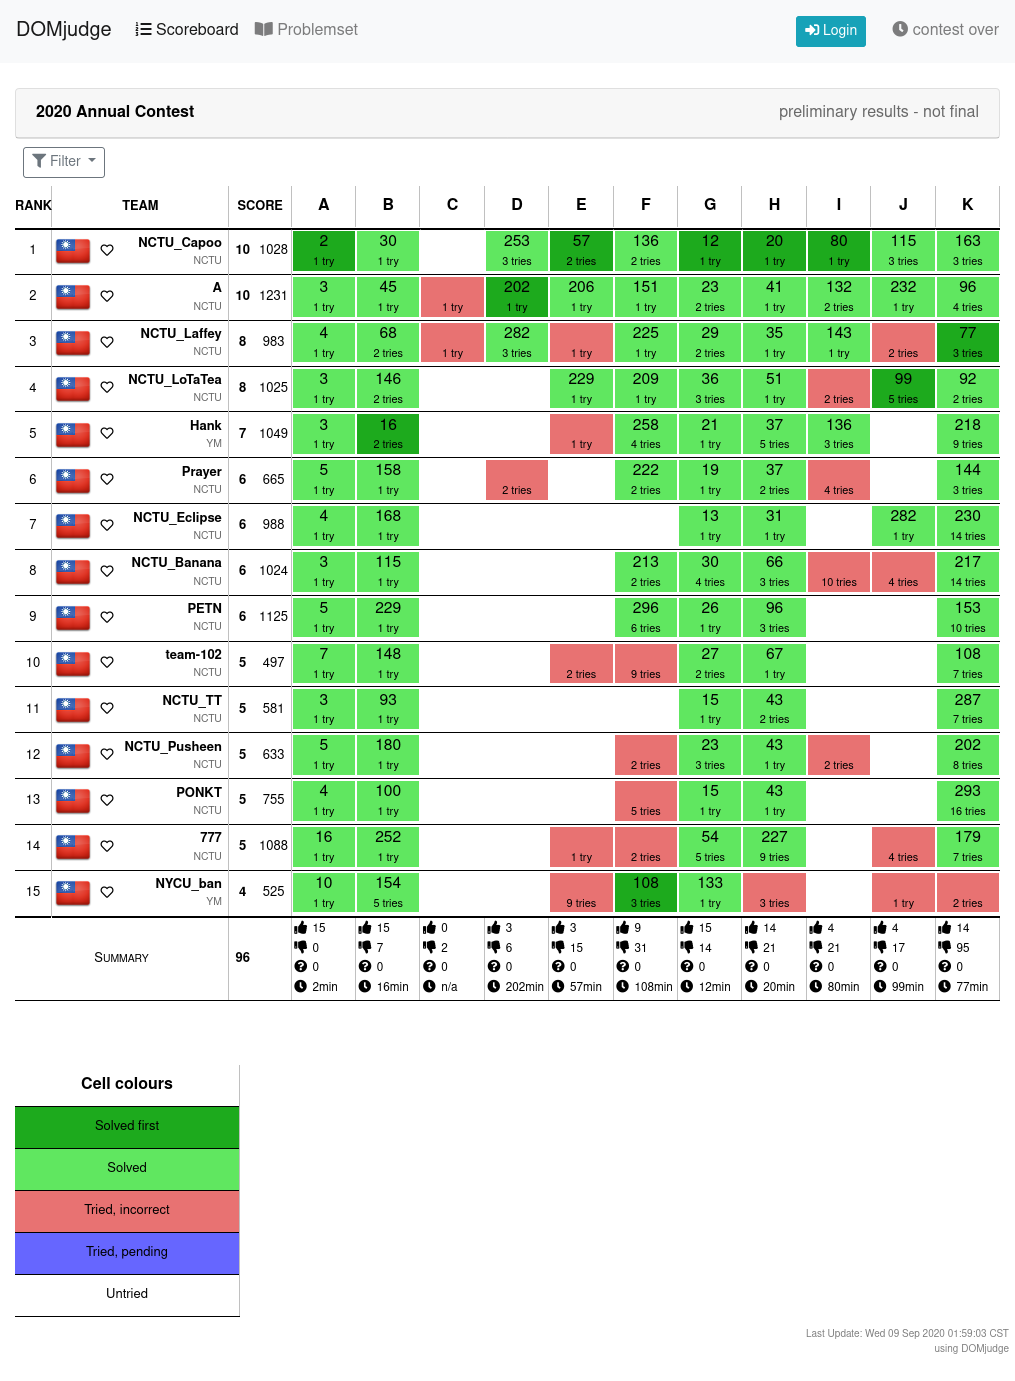 DOMjudge Scoreboard Problemset Login contest over
2020 Annual Contest preliminary results - not final
Filter
RANK TEAM SCORE A B C D E F G H I J K
1 NCTU_Capoo 10 1028 2 30 253 57 136 12 20 80 115 163
NCTU 1 try 1 try 3 tries 2 tries 2 tries 1 try 1 try 1 try 3 tries 3 tries
2 A 10 1231 3 45 202 206 151 23 41 132 232 96
NCTU 1 try 1 try 1 try 1 try 1 try 1 try 2 tries 1 try 2 tries 1 try 4 tries
3 NCTU_Laffey 8 983 4 68 282 225 29 35 143 77
NCTU 1 try 2 tries 1 try 3 tries 1 try 1 try 2 tries 1 try 1 try 2 tries 3 tries
4 NCTU_LoTaTea 8 1025 3 146 229 209 36 51 99 92
NCTU 1 try 2 tries 1 try 1 try 3 tries 1 try 2 tries 5 tries 2 tries
5 Hank 7 1049 3 16 258 21 37 136 218
YM 1 try 2 tries 1 try 4 tries 1 try 5 tries 3 tries 9 tries
6 Prayer 6 665 5 158 222 19 37 144
NCTU 1 try 1 try 2 tries 2 tries 1 try 2 tries 4 tries 3 tries
7 NCTU_Eclipse 6 988 4 168 13 31 282 230
NCTU 1 try 1 try 1 try 1 try 1 try 14 tries
8 NCTU_Banana 6 1024 3 115 213 30 66 217
NCTU 1 try 1 try 2 tries 4 tries 3 tries 10 tries 4 tries 14 tries
9 PETN 6 1125 5 229 296 26 96 153
NCTU 1 try 1 try 6 tries 1 try 3 tries 10 tries
10 team-102 5 497 7 148 27 67 108
NCTU 1 try 1 try 2 tries 9 tries 2 tries 1 try 7 tries
11 NCTU_TT 5 581 3 93 15 43 287
NCTU 1 try 1 try 1 try 2 tries 7 tries
12 NCTU_Pusheen 5 633 5 180 23 43 202
NCTU 1 try 1 try 2 tries 3 tries 1 try 2 tries 8 tries
13 PONKT 5 755 4 100 15 43 293
NCTU 1 try 1 try 5 tries 1 try 1 try 16 tries
14 777 5 1088 16 252 54 227 179
NCTU 1 try 1 try 1 try 2 tries 5 tries 9 tries 4 tries 7 tries
15 NYCU_ban 4 525 10 154 108 133
YM 1 try 5 tries 9 tries 3 tries 1 try 3 tries 1 try 2 tries
15 15 0 3 3 9 15 14 4 4 14
0 7 2 6 15 31 14 21 21 17 95
Summary 96
0 0 0 0 0 0 0 0 0 0 0
2min 16min n/a 202min 57min 108min 12min 20min 80min 99min 77min
Cell colours
Solved first
Solved
Tried, incorrect
Tried, pending
Untried
Last Update: Wed 09 Sep 2020 01:59:03 CST
using DOMjudge